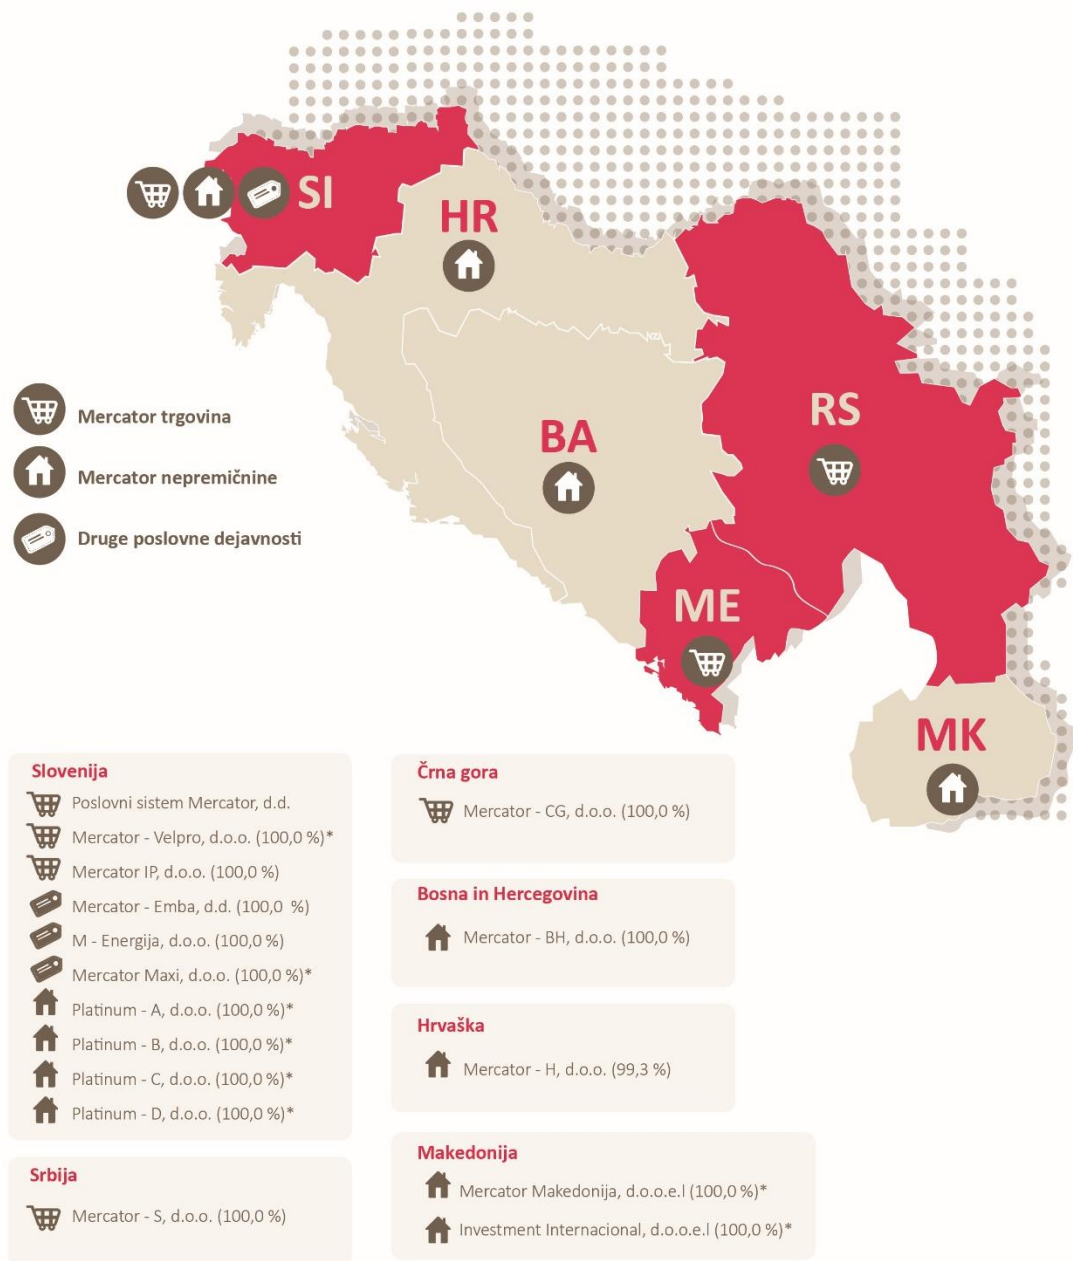 SI
HR
BA
RS
ME
MK
Mercator trgovina
Mercator nepremičnine
Druge poslovne dejavnosti
Slovenija
Poslovni sistem Mercator, d.d.
Mercator - Velpro, d.o.o. (100,0 %)*
Mercator IP, d.o.o. (100,0 %)
Mercator - Emba, d.d. (100,0 %)
M - Energija, d.o.o. (100,0 %)
Mercator Maxi, d.o.o. (100,0 %)*
Platinum - A, d.o.o. (100,0 %)*
Platinum - B, d.o.o. (100,0 %)*
Platinum - C, d.o.o. (100,0 %)*
Platinum - D, d.o.o. (100,0 %)*
Srbija
Mercator - S, d.o.o. (100,0 %)
Črna gora
Mercator - CG, d.o.o. (100,0 %)
Bosna in Hercegovina
Mercator - BH, d.o.o. (100,0 %)
Hrvaška
Mercator - H, d.o.o. (99,3 %)
Makedonija
Mercator Makedonija, d.o.o.e.l (100,0 %)*
Investment Internacional, d.o.o.e.l (100,0 %)*